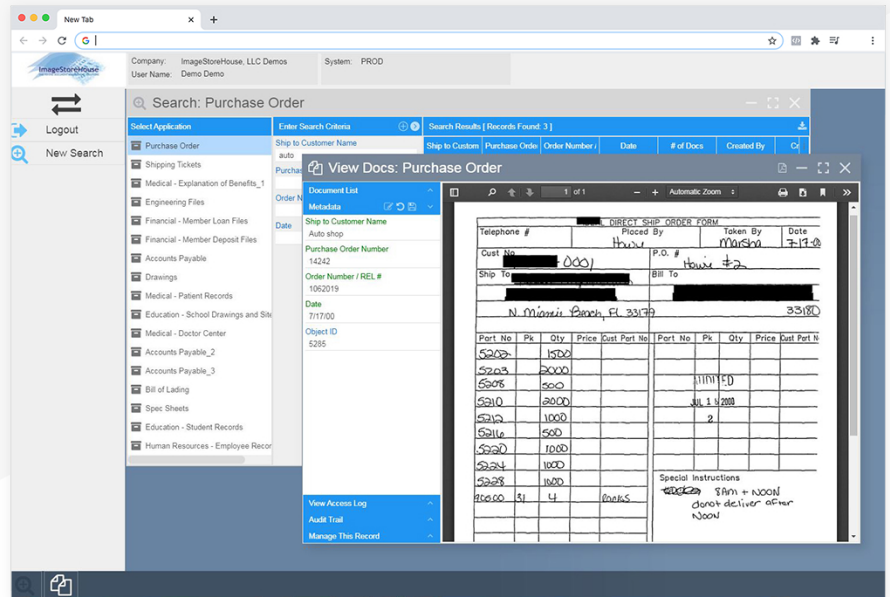 New Tab
G
ImageStoreHouse
Company: ImageStoreHouse, LLC Demos
System: PROD
User Name: Demo Demo
Logout
New Search
Search: Purchase Order
Select Application
Purchase Order
Shipping Tickets
Medical - Explanation of Benefits_1
Engineering Files
Financial - Member Loan Files
Financial - Member Deposit Files
Accounts Payable
Drawings
Medical - Patient Records
Education - School Drawings and Site
Medical - Doctor Center
Accounts Payable_2
Accounts Payable_3
Bill of Lading
Spec Sheets
Education - Student Records
Human Resources - Employee Recor
Enter Search Criteria
Ship to Customer Name
auto
Purchas
Order N
Date
Search Results [ Records Found: 3 ]
Ship to Custom Purchase Orde Order Number / Date # of Docs Created By Cr
View Docs: Purchase Order
Document List
Metadata
Ship to Customer Name
Auto shop
Purchase Order Number
14242
Order Number / REL #
1062019
Date
7/17/00
Object ID
5285
View Access Log
Audit Trail
Manage This Record
1 of 1
Automatic Zoom
L DIRECT SHIP ORDER FORM
Telephone # Placed By Taken By Date
Howie Marsha 7-17-00
Cust No 0001 P.O. # Howie #2
Ship To Bill To
N Miami Beach, FL 33179 33180
Part No Pk Qty Price Cust Part No Part No Pk Qty Price Cust Part N
5202 1500
5203 2000
5208 500
5210 2000
5212 1000
5216 500
5220 1000
5224 1000
5228 1000
4
JUL 2000
2
Special Instructions
8Am + NOON
donot deliver after
NOON